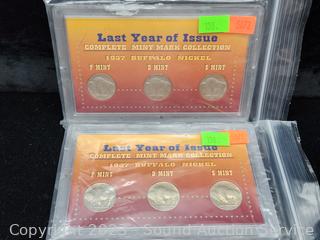 Last Year of Issue
COMPLETE MINT MARK COLLECTION
1937 BUFFALO NICKEL
P MINT D MINT S MINT
Last Year of Issue
COMPLETE MINT MARK COLLECTION
1937 BUFFALO NICKEL
P MINT D MINT S MINT
Copyright 2023 - Sound Auction Service